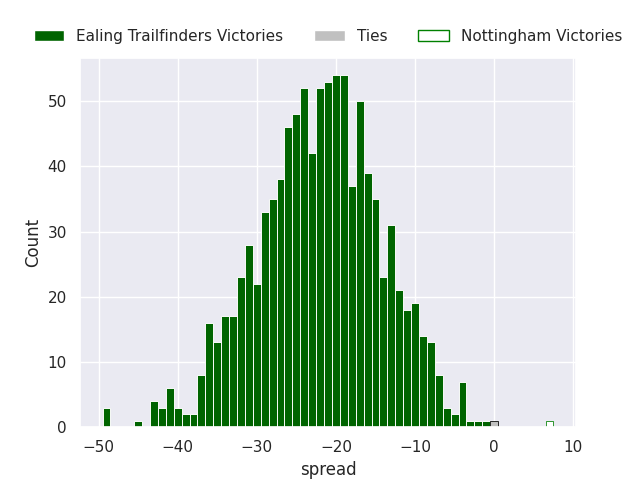 Ealing Trailfinders Victories
Ties
Nottingham Victories
50
40
30
20
10
0
Count
−50
−40
−30
−20
−10
0
10
spread